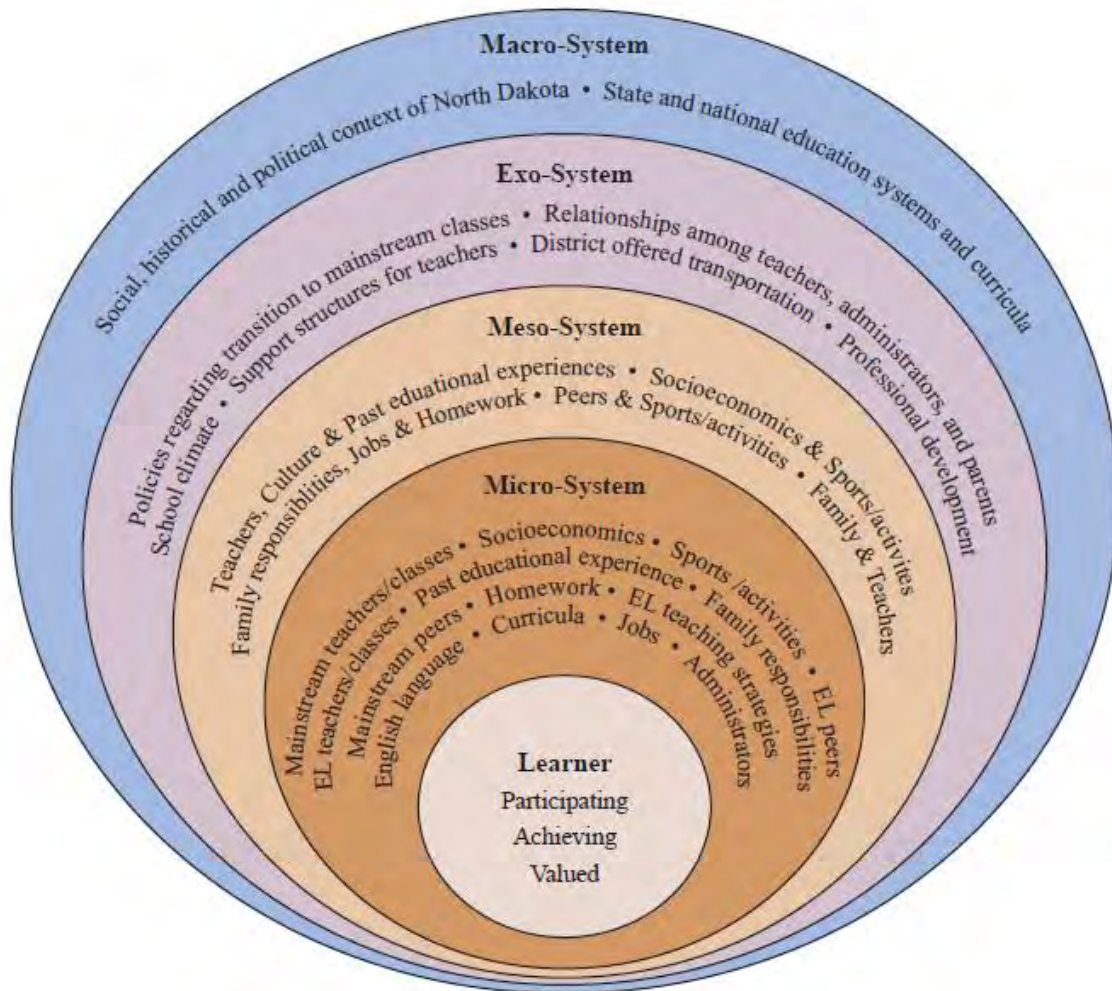 Macro-System
Social, historical and political context of North Dakota • State and national education systems and curricula
Exo-System
Policies regarding transition to mainstream classes • Relationships among teachers, administrators, and parents
School climate • Support structures for teachers • District offered transportation • Professional development
Meso-System
Teachers, Culture & Past eduational experiences • Socioeconomics & Sports/activites
Family responsiblities, Jobs & Homework • Peers & Sports/activities • Family & Teachers
Micro-System
Mainstream teachers/classes • Socioeconomics • Sports /activities • EL peers
EL teachers/classes • Past educational experience • Family responsibilities
Mainstream peers • Homework • EL teaching strategies
English language • Curricula • Jobs • Administrators
Learner
Participating
Achieving
Valued